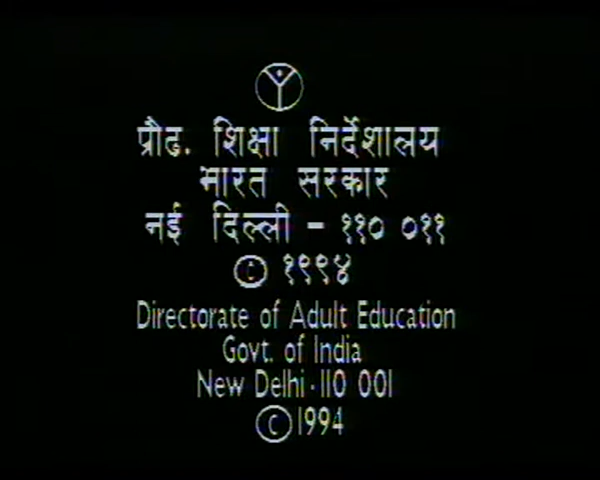 प्रौढ. शिक्षा निर्देशालय
भारत सरकार
नई दिल्ली - ११० ०११
© १९९४
Directorate of Adult Education
Govt. of India
New Delhi-110 001
© 1994